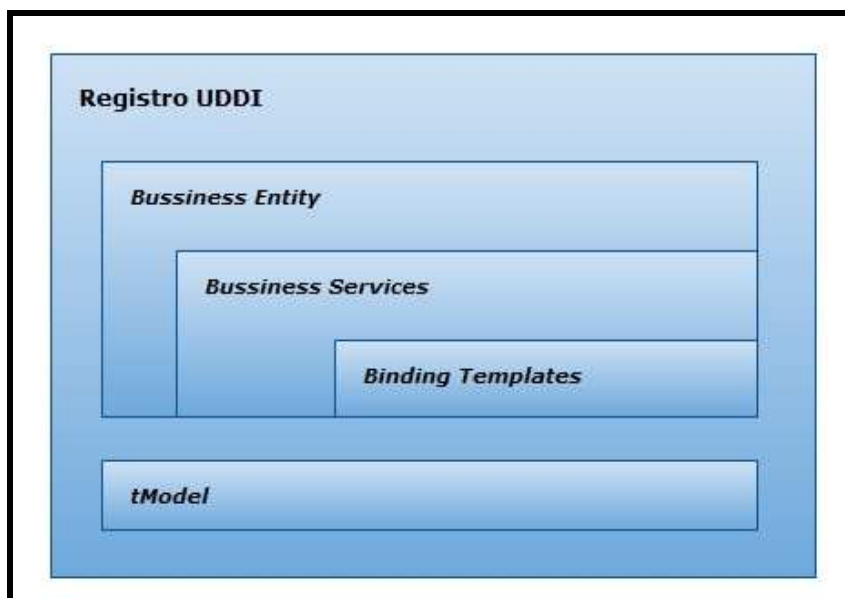 Registro UDDI
Bussiness Entity
Bussiness Services
Binding Templates
tModel